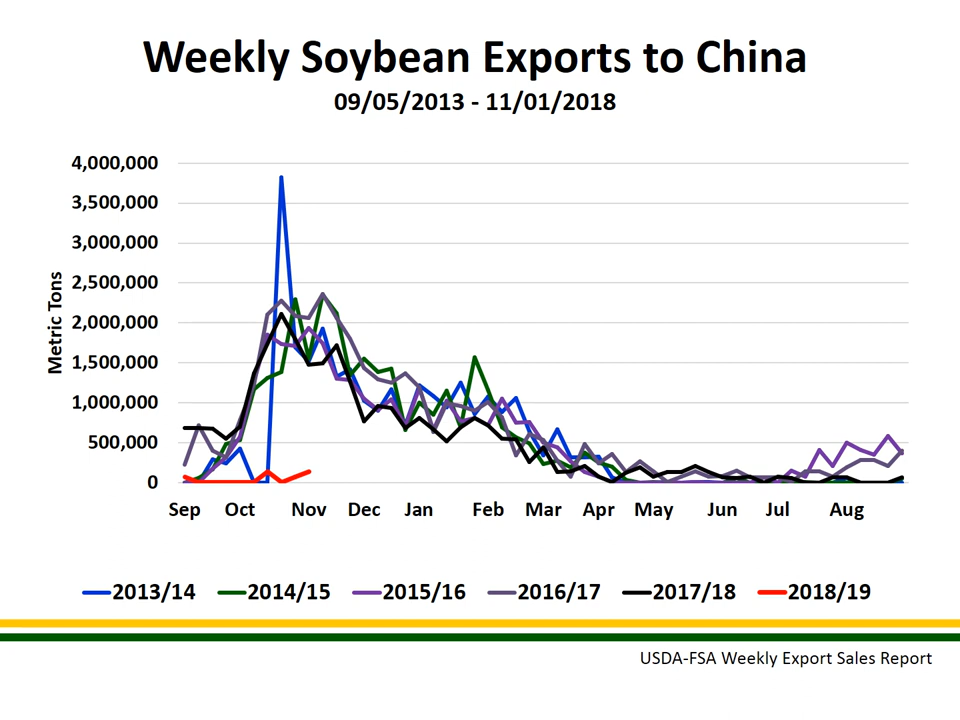 Weekly Soybean Exports to China
09/05/2013 - 11/01/2018
Metric Tons
4,000,000
3,500,000
3,000,000
2,500,000
2,000,000
1,500,000
1,000,000
500,000
0
Sep Oct Nov Dec Jan Feb Mar Apr May Jun Jul Aug
2013/14 2014/15 2015/16 2016/17 2017/18 2018/19
USDA-FSA Weekly Export Sales Report